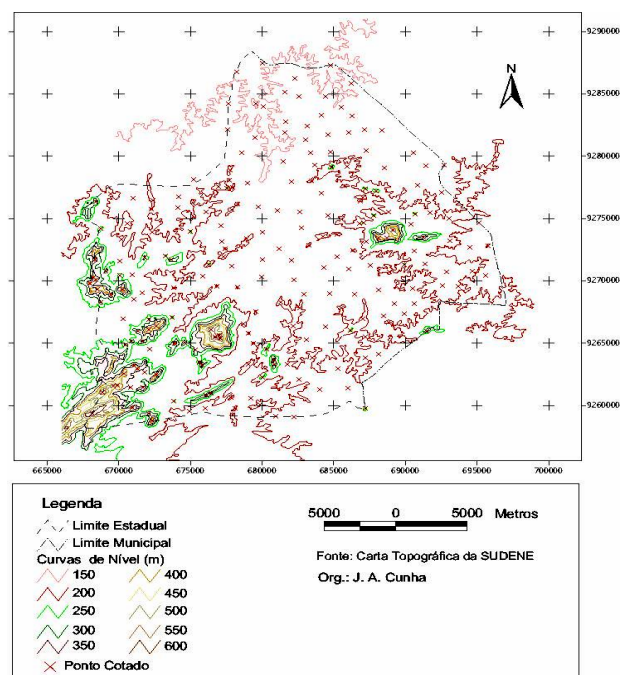 9290000
N
9285000
9280000
9275000
9270000
9265000
9260000
665000 670000 675000 680000 685000 690000 695000 700000
Legenda
Limite Estadual
Limite Municipal
Curvas de Nível (m)
150 400
200 450
250 500
300 550
350 600
Ponto Cotado
5000 0 5000 Metros
Fonte: Carta Topográfica da SUDENE
Org.: J. A. Cunha